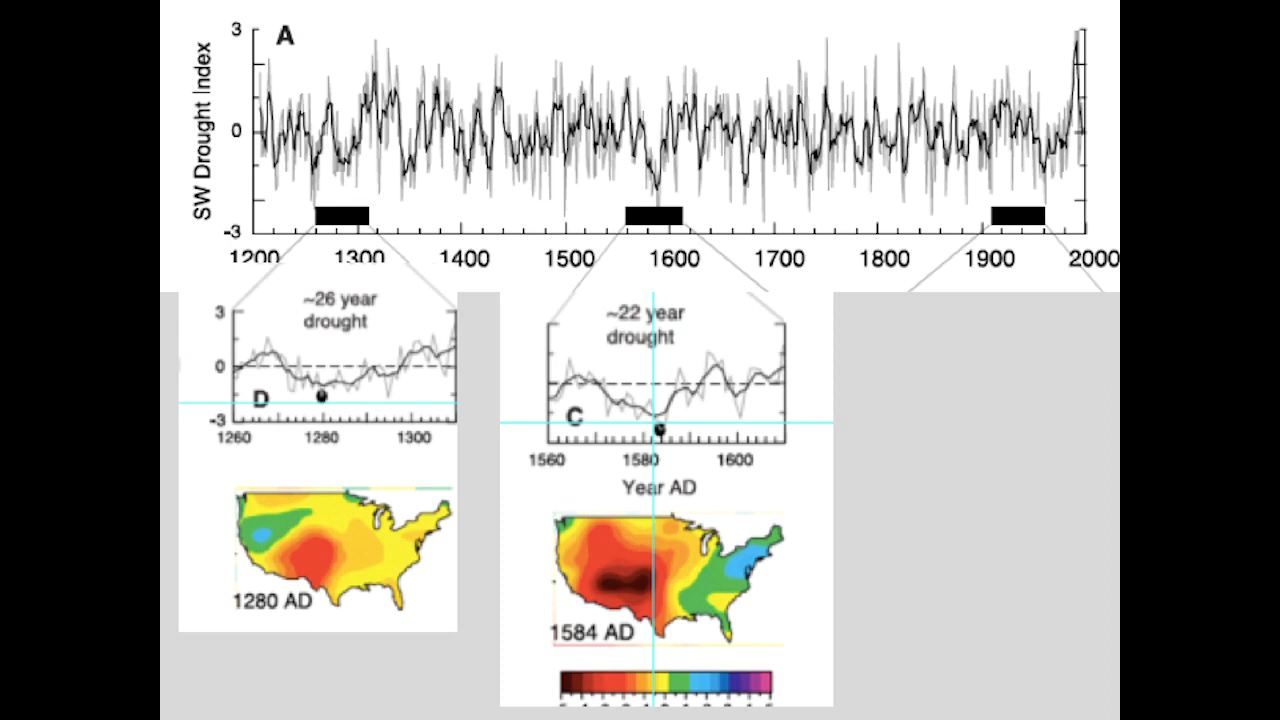 3
A
SW Drought Index
0
-3
1200 1300 1400 1500 1600 1700 1800 1900 2000
~26 year
drought
3
0
D
-3
1260 1280 1300
1280 AD
~22 year
drought
C
1560 1580 1600
Year AD
1584 AD